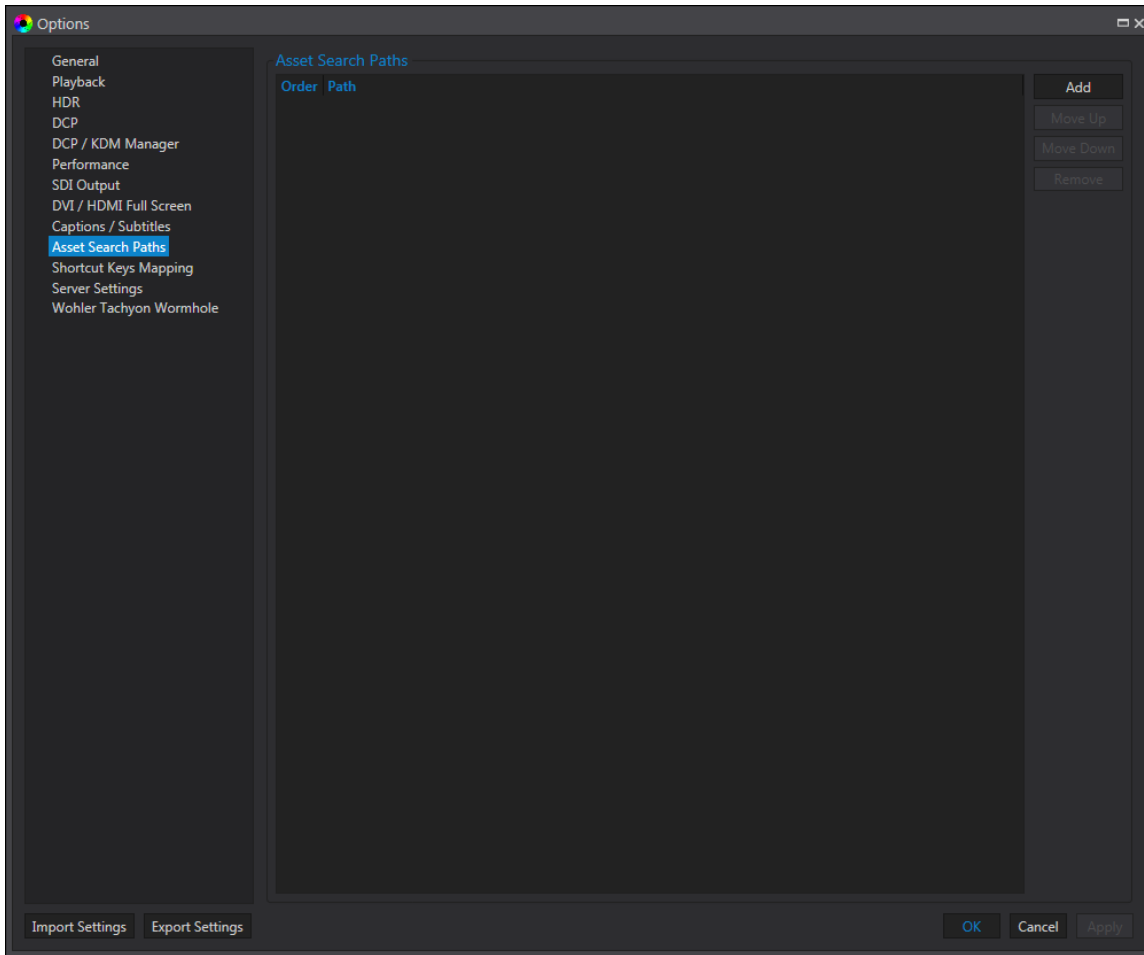 Options
General
Playback
HDR
DCP
DCP / KDM Manager
Performance
SDI Output
DVI / HDMI Full Screen
Captions / Subtitles
Asset Search Paths
Shortcut Keys Mapping
Server Settings
Wohler Tachyon Wormhole
Asset Search Paths
Order Path
Add
Move Up
Move Down
Remove
Import Settings Export Settings
OK Cancel Apply